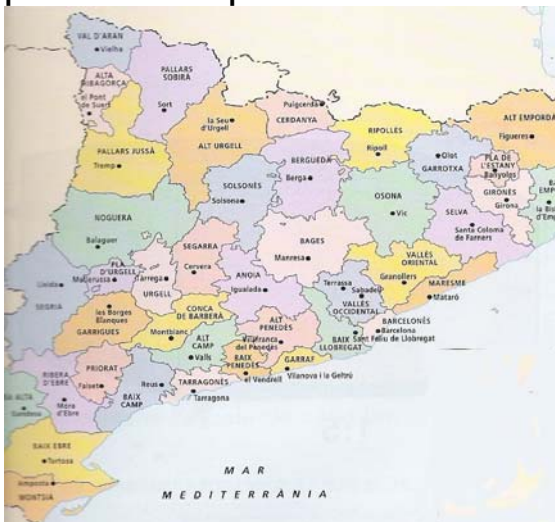 VAL D'ARAN
Vielha
PALLARS
SOBIRÀ
ALTA
RIBAGORÇA
el Pont
de Suert
Sort
la Seu
d'Urgell
Puigcerdà
CERDANYA
ALT EMPORDÀ
Figueres
RIPOLLÈS
Ripoll
Olot
GARROTXA
PLA DE
L'ESTANY
Banyoles
PALLARS JUSSÀ
Tremp
ALT URGELL
BERGUEDÀ
Berga
GIRONÈS
Girona
la Bis
d'Emp
SOLSONÈS
Solsona
OSONA
Vic
SELVA
Santa Coloma
de Farners
NOGUERA
Balaguer
SEGARRA
Cervera
BAGES
Manresa
VALLÈS
ORIENTAL
Granollers
PLA
D'URGELL
Mollerussa
Tàrrega
URGELL
ANOIA
Igualada
Terrassa
Sabadell
VALLÈS
OCCIDENTAL
MARESME
Mataró
Lleida
SEGRIÀ
les Borges
Blanques
GARRIGUES
CONCA
DE BARBERÀ
Montblanc
ALT
CAMP
Valls
ALT
PENEDÈS
Vilafranca
del Penedès
BAIX
LLOBREGAT
BARCELONÈS
Barcelona
Sant Feliu de Llobregat
BAIX
PENEDÈS
el Vendrell
GARRAF
Vilanova i la Geltrú
RIBERA
D'EBRE
Móra
d'Ebre
PRIORAT
Falset
Reus
BAIX
CAMP
TARRAGONÈS
Tarragona
RA ALTA
Gandesa
BAIX EBRE
Tortosa
Amposta
MONTSIÀ
MAR
MEDITERRÀNIA